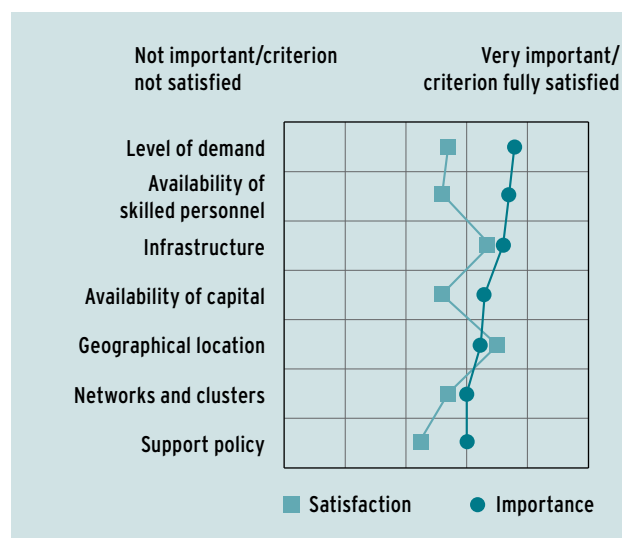 Not important/criterion
not satisfied
Very important/
criterion fully satisfied
Level of demand
Availability of
skilled personnel
Infrastructure
Availability of capital
Geographical location
Networks and clusters
Support policy
Satisfaction
Importance